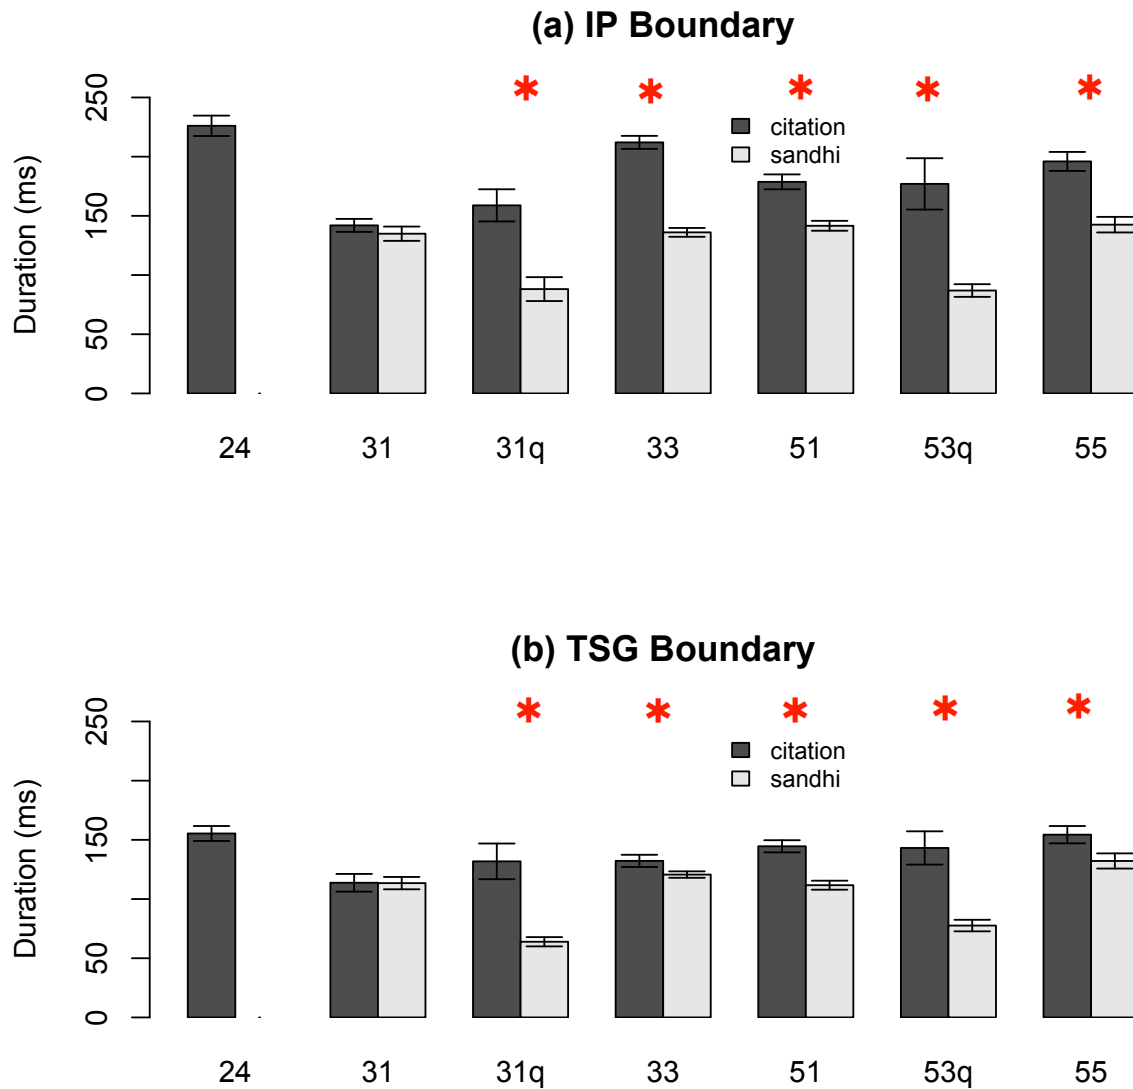 (a) IP Boundary
* * * * *
250
150
50
0
Duration (ms)
citation
sandhi
24 31 31q 33 51 53q 55
(b) TSG Boundary
* * * * *
250
150
50
0
Duration (ms)
citation
sandhi
24 31 31q 33 51 53q 55